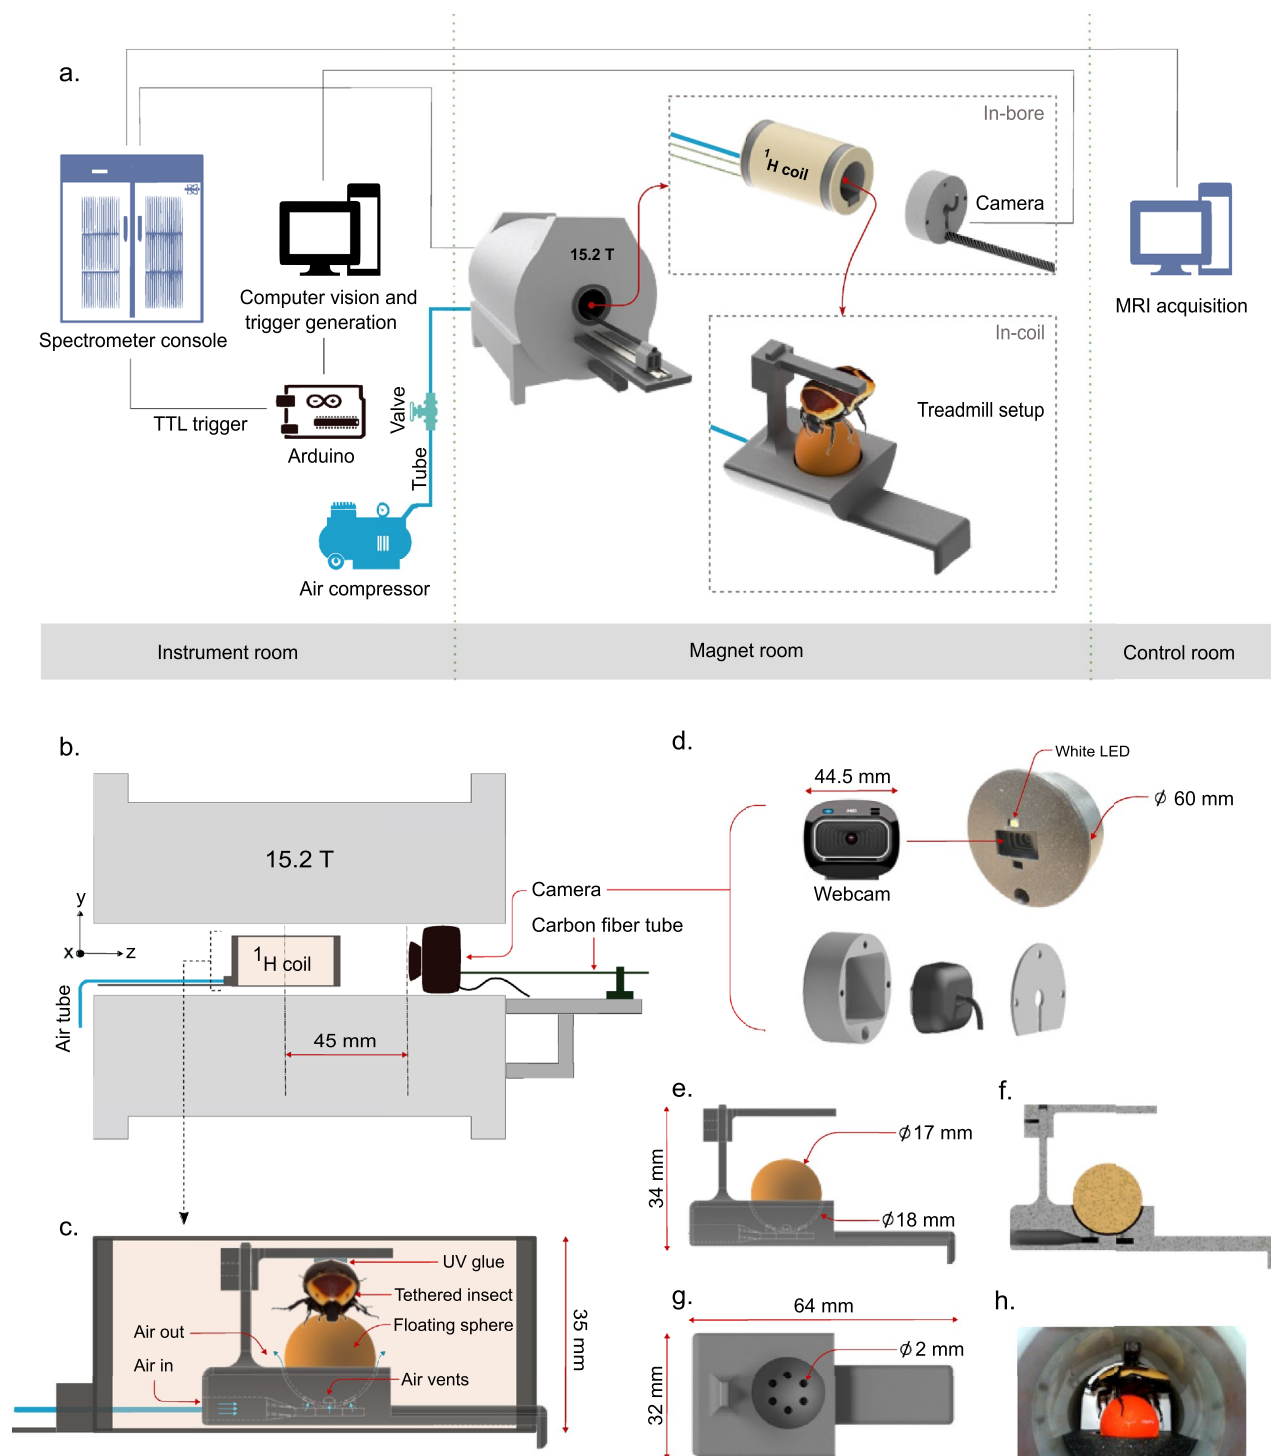 a.
In-bore
¹H coil
Camera
15.2 T
Computer vision and
trigger generation
Spectrometer console
MRI acquisition
In-coil
Treadmill setup
TTL trigger
Arduino
Valve
Tube
Air compressor
Instrument room
Magnet room
Control room
b.
15.2 T
y
x
z
¹H coil
Camera
Carbon fiber tube
Air tube
45 mm
d.
White LED
44.5 mm
ϕ 60 mm
Webcam
c.
UV glue
Tethered insect
Floating sphere
Air out
Air in
Air vents
35 mm
e.
ϕ17 mm
34 mm
ϕ18 mm
f.
g.
64 mm
ϕ2 mm
32 mm
h.